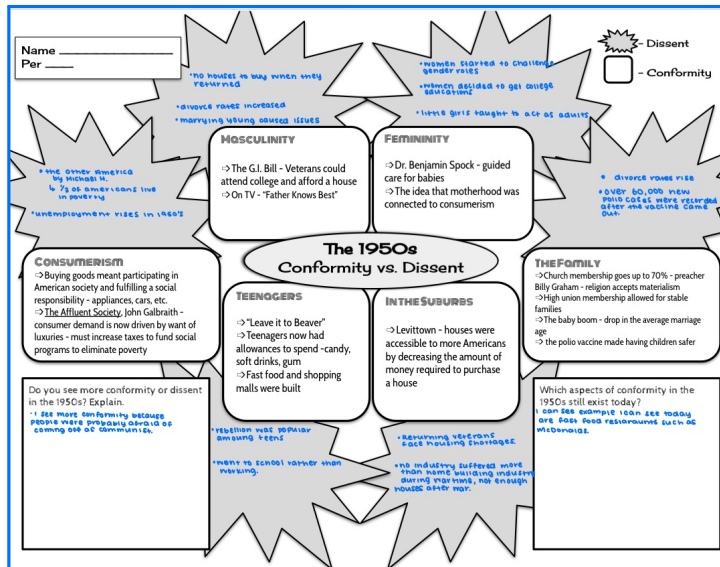 Name ____________________
Per ____
- Dissent
- Conformity
•no houses to buy when they
returned
•divorce rates increased
•marrying young caused issues
•women started to challenge
gender roles
•women decided to get college
educations
•little girls taught to act as adults
Masculinity
⇨The G.I. Bill - Veterans could
attend college and afford a house
⇨On TV - "Father Knows Best"
Femininity
⇨Dr. Benjamin Spock - guided
care for babies
⇨The idea that motherhood was
connected to consumerism
•the other America
by Michael H.
↳ 1/2 of americans live
in poverty
•unemployment rises in 1960's
• divorce rates rise
•over 60,000 new
polio cases were recorded
after the vaccine came
out.
The 1950s
Conformity vs. Dissent
Consumerism
⇨Buying goods meant participating in
American society and fulfilling a social
responsibility - appliances, cars, etc.
⇨The Affluent Society, John Galbraith -
consumer demand is now driven by want of
luxuries - must increase taxes to fund social
programs to eliminate poverty
Teenagers
⇨"Leave it to Beaver"
⇨Teenagers now had
allowances to spend -candy,
soft drinks, gum
⇨Fast food and shopping
malls were built
In the Suburbs
⇨Levittown - houses were
accessible to more Americans
by decreasing the amount of
money required to purchase
a house
The Family
⇨Church membership goes up to 70% - preacher
Billy Graham - religion accepts materialism
⇨High union membership allowed for stable
families
⇨The baby boom - drop in the average marriage
age
⇨ the polio vaccine made having children safer
Do you see more conformity or dissent
in the 1950s? Explain.
•I see more conformity because
people were probably afraid of
coming off as communist.
•rebellion was popular
amoung teens
•went to school rather than
working.
•Returning veterans
face housing shortages.
•no industry suffered more
than home building industry
during wartime, not enough
houses after war.
Which aspects of conformity in the
1950s still exist today?
I can see example I can see today
are fast food restaraunts such as
McDonalds.